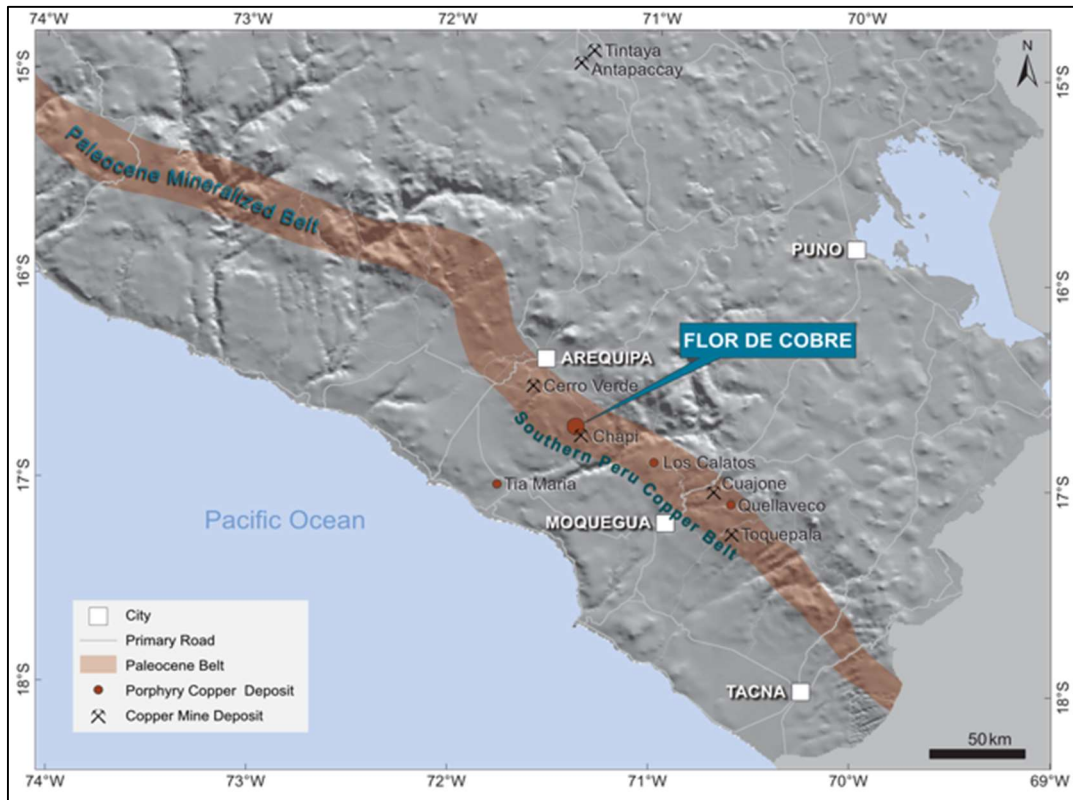 74°W
73°W
72°W
71°W
70°W
15°S
15°S
Tintaya
Antapaccay
N
Paleocene Mineralized Belt
PUNO
16°S
16°S
FLOR DE COBRE
AREQUIPA
Cerro Verde
Chapi
Southern Peru Copper Belt
Los Calatos
17°S
17°S
Tia Maria
Cuajone
Quellaveco
Pacific Ocean
MOQUEGUA
Toquepala
City
Primary Road
Paleocene Belt
Porphyry Copper Deposit
Copper Mine Deposit
18°S
18°S
TACNA
50 km
74°W
73°W
72°W
71°W
70°W
69°W